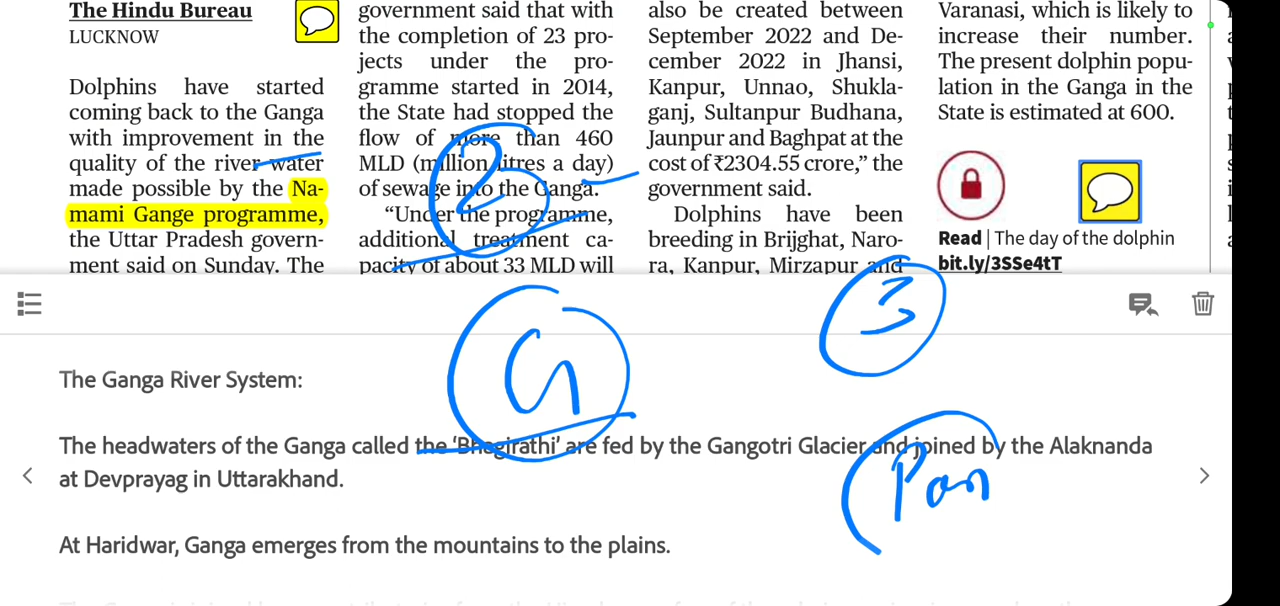 The Hindu Bureau
LUCKNOW
Dolphins have started
coming back to the Ganga
with improvement in the
quality of the river water
made possible by the Na-
mami Gange programme,
the Uttar Pradesh govern-
ment said on Sunday. The
government said that with
the completion of 23 pro-
jects under the pro-
gramme started in 2014,
the State had stopped the
flow of more than 460
MLD (million litres a day)
of sewage into the Ganga.
“Under the programme,
additional treatment ca-
pacity of about 33 MLD will
also be created between
September 2022 and De-
cember 2022 in Jhansi,
Kanpur, Unnao, Shukla-
ganj, Sultanpur Budhana,
Jaunpur and Baghpat at the
cost of ₹2304.55 crore,” the
government said.
Dolphins have been
breeding in Brijghat, Naro-
ra, Kanpur, Mirzapur and
Varanasi, which is likely to
increase their number.
The present dolphin popu-
lation in the Ganga in the
State is estimated at 600.
Read | The day of the dolphin
bit.ly/3SSe4tT
2
3
G
Pan
The Ganga River System:
The headwaters of the Ganga called the ‘Bhagirathi’ are fed by the Gangotri Glacier and joined by the Alaknanda
at Devprayag in Uttarakhand.
At Haridwar, Ganga emerges from the mountains to the plains.